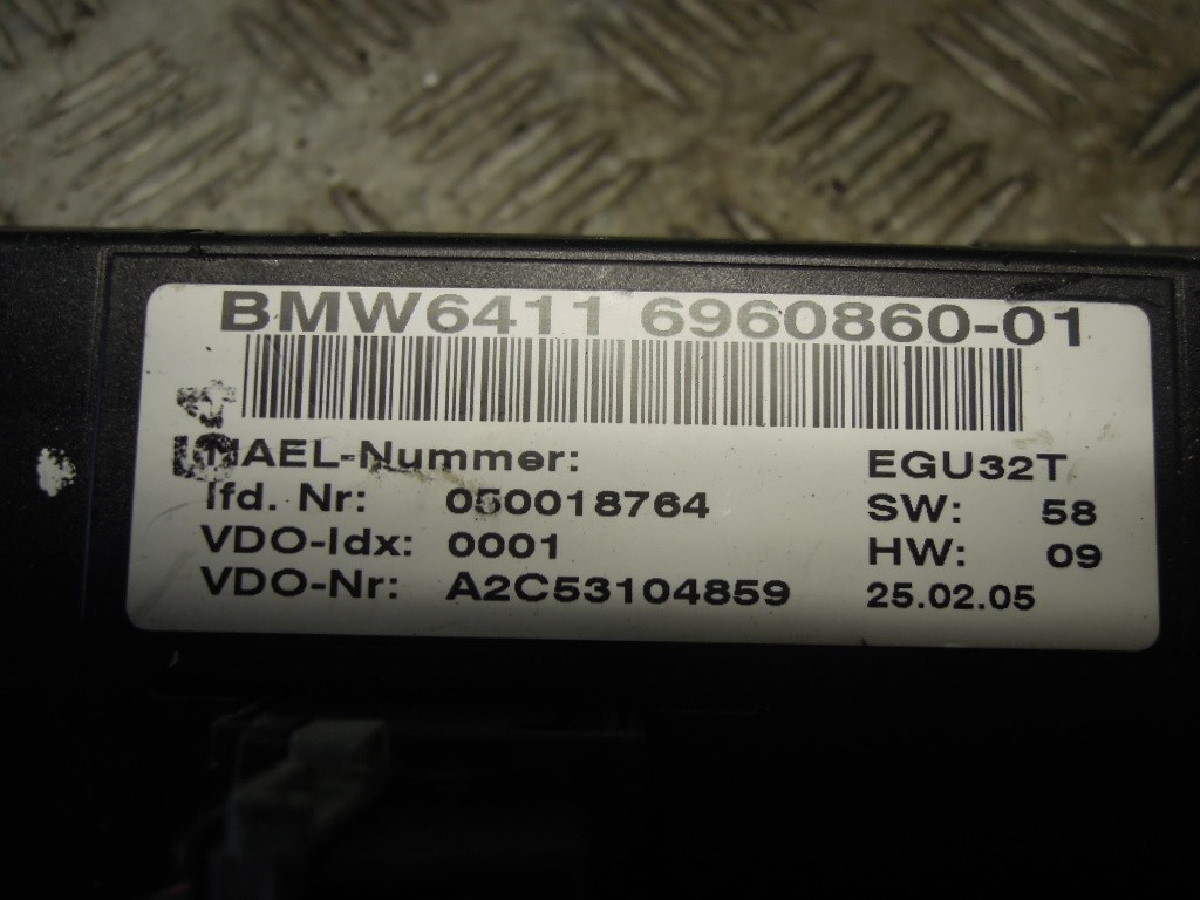 BMW6411 6960860-01
MAEL-Nummer: EGU32T
lfd. Nr: 050018764 SW: 58
VDO-Idx: 0001 HW: 09
VDO-Nr: A2C53104859 25.02.05